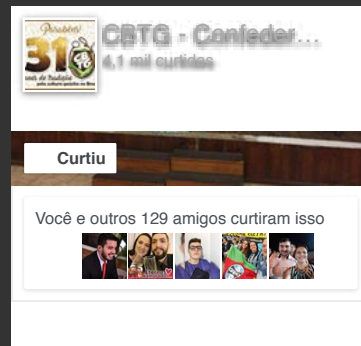 Parabéns!
31
anos de tradição
CBTG - Confeder...
4,1 mil curtidas
Curtiu
Você e outros 129 amigos curtiram isso